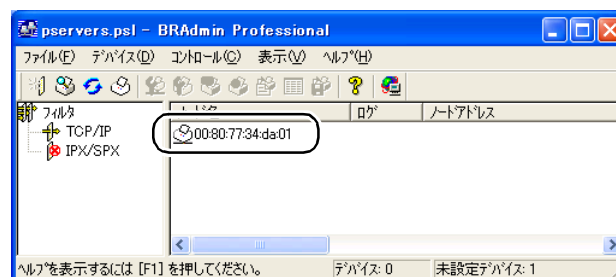 pservers.psl - BRAdmin Professional
ファイル(F) デバイス(D) コントロール(C) 表示(V) ヘルプ(H)
フィルタ ログ ノードアドレス
TCP/IP 00:80:77:34:da:01
IPX/SPX
ヘルプを表示するには [F1] を押してください。 デバイス: 0 未設定デバイス: 1